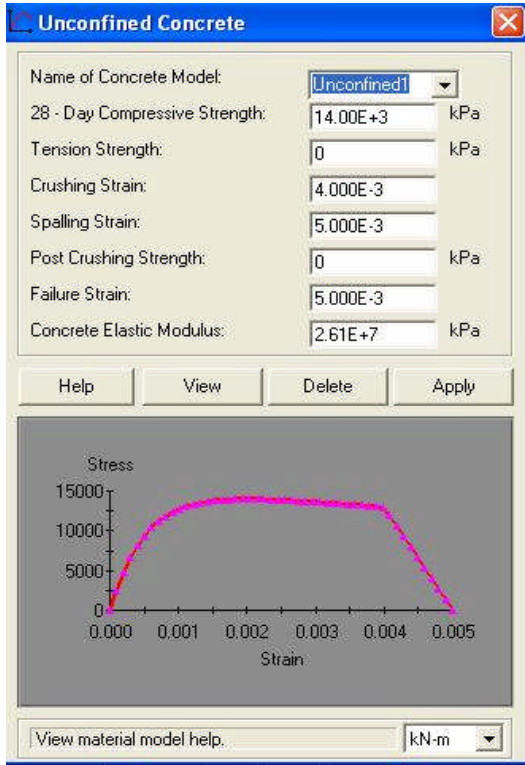 Unconfined Concrete
Name of Concrete Model: Unconfined1
28 - Day Compressive Strength: 14.00E+3 kPa
Tension Strength: 0 kPa
Crushing Strain: 4.000E-3
Spalling Strain: 5.000E-3
Post Crushing Strength: 0 kPa
Failure Strain: 5.000E-3
Concrete Elastic Modulus: 2.61E+7 kPa
Help View Delete Apply
Stress
15000
10000
5000
0
0.000 0.001 0.002 0.003 0.004 0.005
Strain
View material model help. kN-m